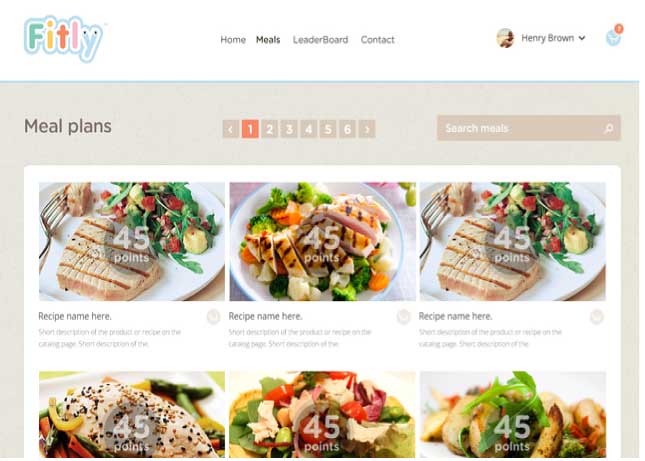 Fitly
Home Meals LeaderBoard Contact
Henry Brown
Meal plans
‹ 1 2 3 4 5 6 ›
Search meals
45 points
45 points
45 points
Recipe name here.
Short description of the product or recipe on the
catalog page. Short description of the.
Recipe name here.
Short description of the product or recipe on the
catalog page. Short description of the.
Recipe name here.
Short description of the product or recipe on the
catalog page. Short description of the.
45 points
45 points
45 points